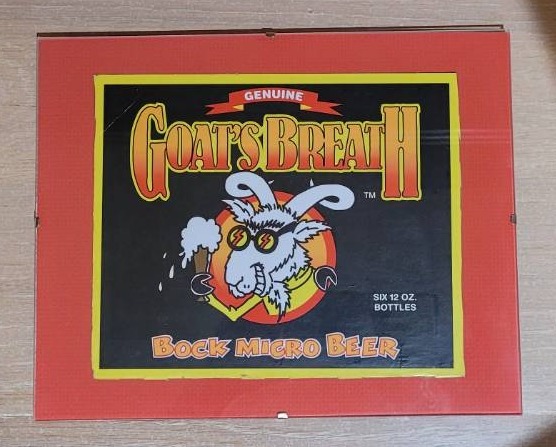 GENUINE
GOAT'S BREATH
TM
SIX 12 OZ.
BOTTLES
BOCK MICRO BEER